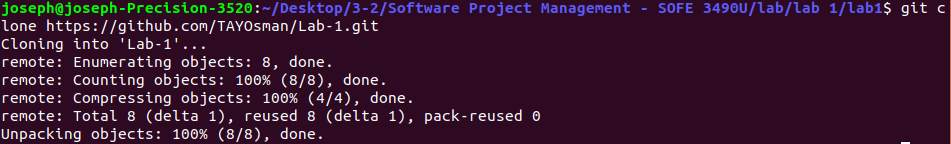 joseph@joseph-Precision-3520:~/Desktop/3-2/Software Project Management - SOFE 3490U/lab/lab 1/lab1$ git c
lone https://github.com/TAYOsman/Lab-1.git
Cloning into 'Lab-1'...
remote: Enumerating objects: 8, done.
remote: Counting objects: 100% (8/8), done.
remote: Compressing objects: 100% (4/4), done.
remote: Total 8 (delta 1), reused 8 (delta 1), pack-reused 0
Unpacking objects: 100% (8/8), done.